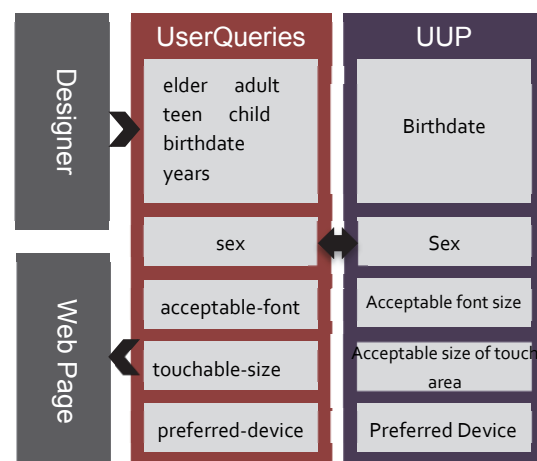 Designer
Web Page
UserQueries
elder adult
teen child
birthdate
years
sex
acceptable-font
touchable-size
preferred-device
UUP
Birthdate
Sex
Acceptable font size
Acceptable size of touch
area
Preferred Device